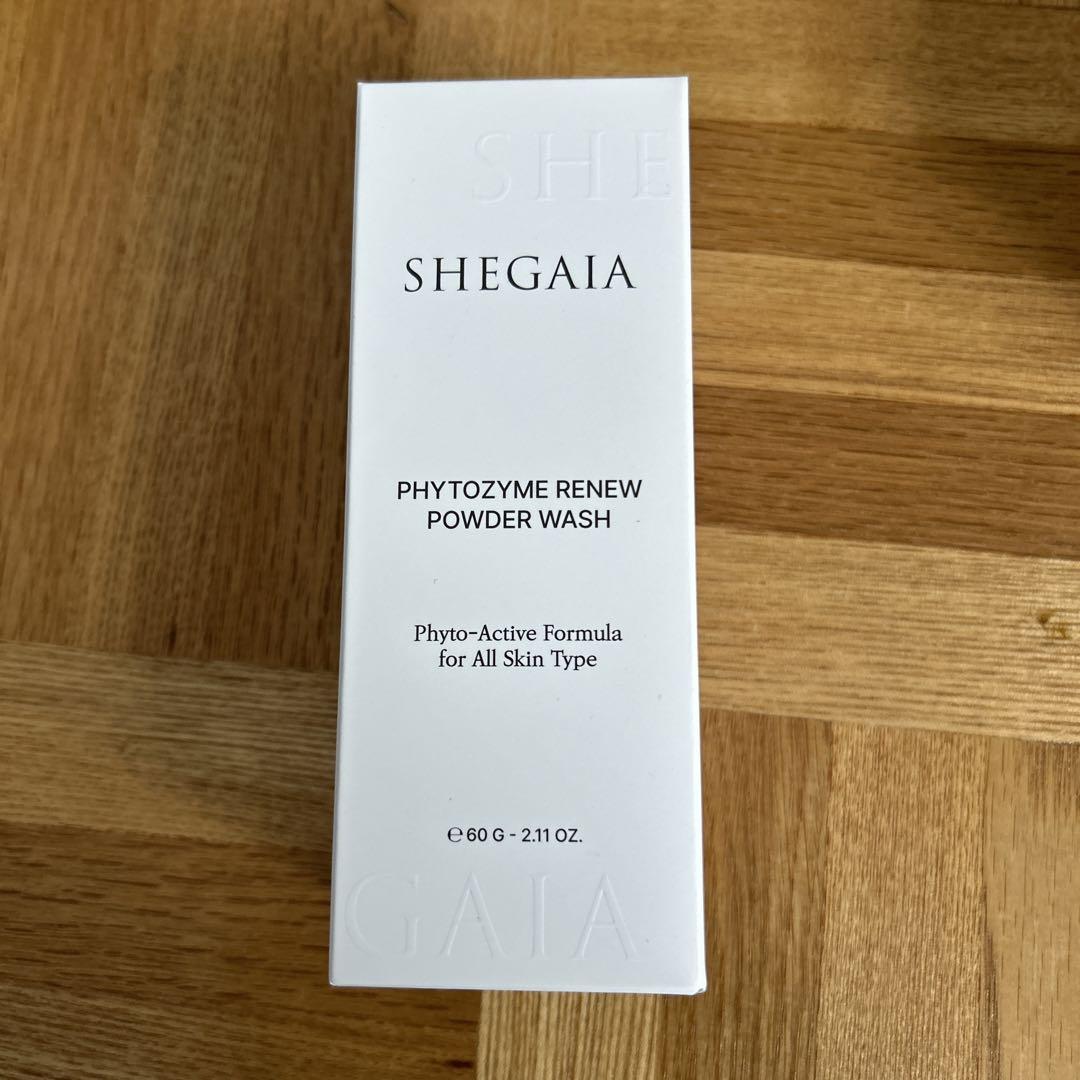 SHE
SHEGAIA
PHYTOZYME RENEW
POWDER WASH
Phyto-Active Formula
for All Skin Type
℮ 60 G - 2.11 OZ.
GAIA